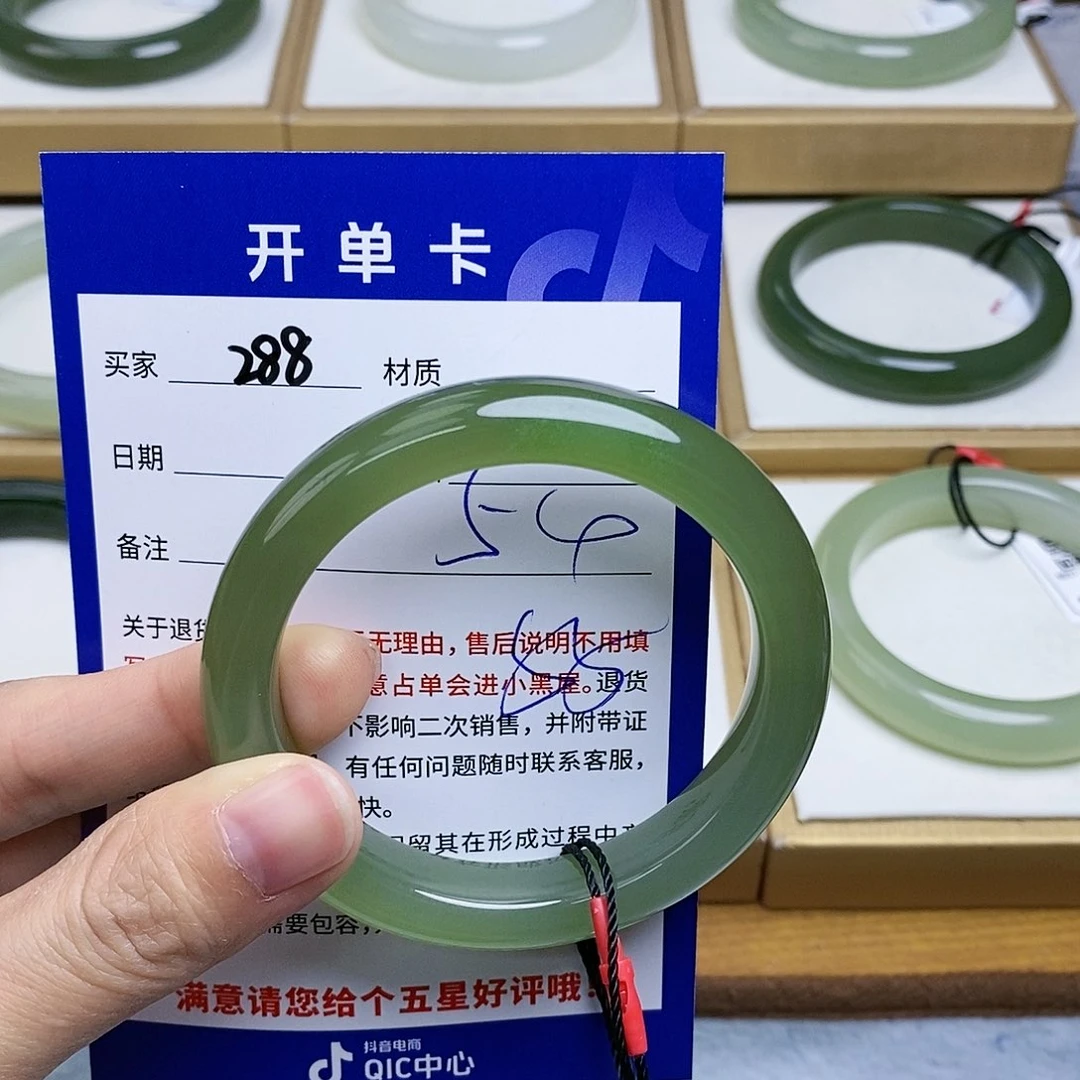 开单卡
买家 288 材质
日期
备注 54
58
关于退货 无理由，售后说明不用填
意占单会进小黑屋。退货
不影响二次销售，并附带证
有任何问题随时联系客服，
快。
留其在形成过程中
需要包容，
满意请您给个五星好评哦！
抖音电商
QIC中心